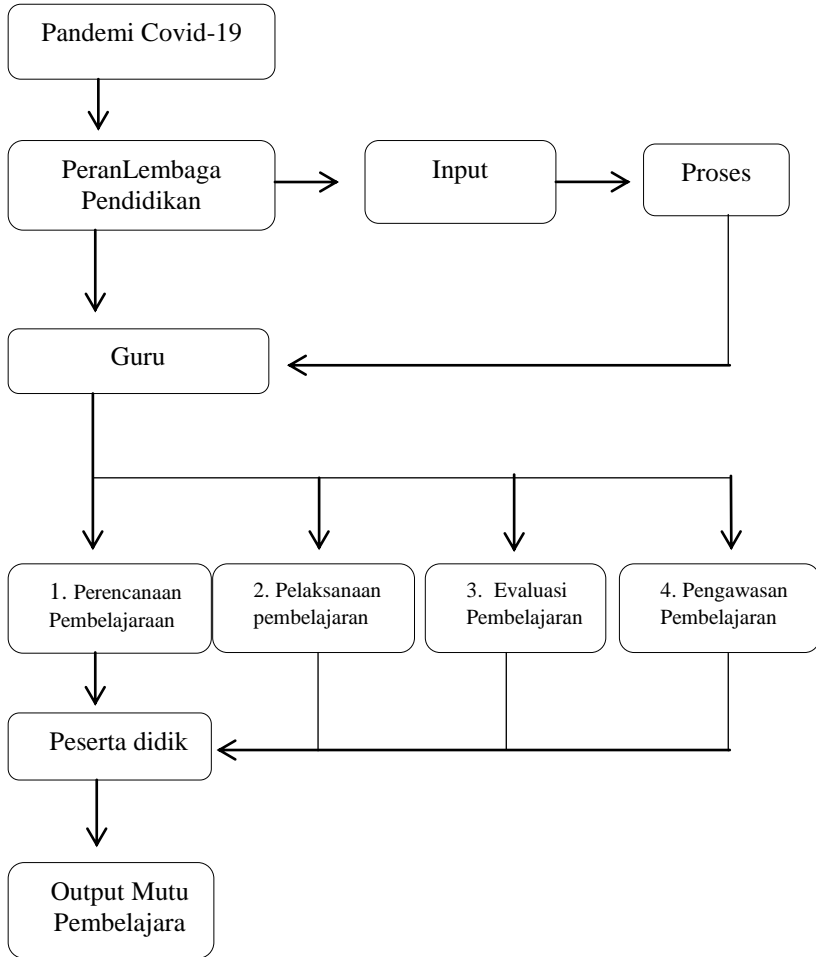 Pandemi Covid-19
PeranLembaga
Pendidikan
Input
Proses
Guru
1. Perencanaan
Pembelajaraan
2. Pelaksanaan
pembelajaran
3. Evaluasi
Pembelajaran
4. Pengawasan
Pembelajaran
Peserta didik
Output Mutu
Pembelajara